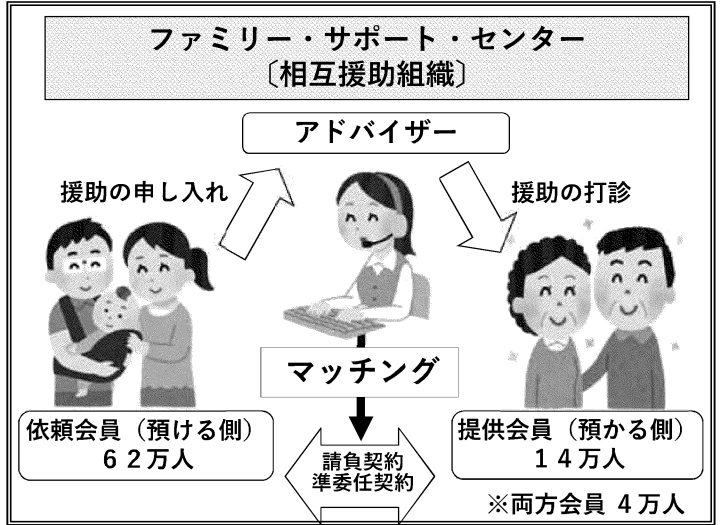 ファミリー・サポート・センター
〔相互援助組織〕
アドバイザー
援助の申し入れ
援助の打診
マッチング
依頼会員（預ける側）
６２万人
提供会員（預かる側）
１４万人
請負契約
準委任契約
※両方会員 ４万人